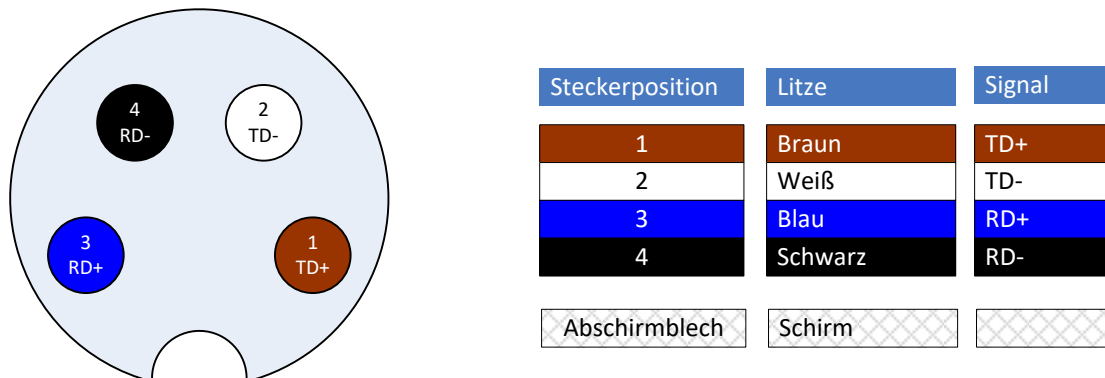 4
RD-
2
TD-
3
RD+
1
TD+
Steckerposition Litze Signal
1 Braun TD+
2 Weiß TD-
3 Blau RD+
4 Schwarz RD-
Abschirmblech Schirm